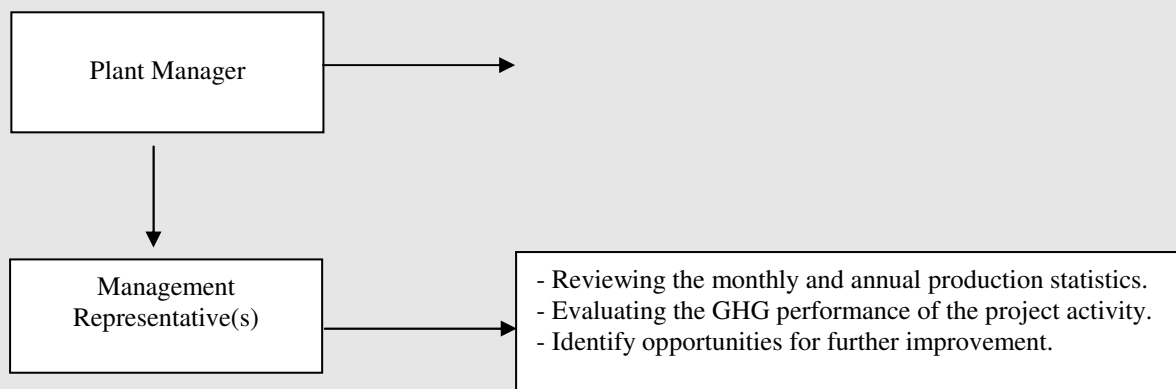 Plant Manager
Management
Representative(s)
- Reviewing the monthly and annual production statistics.
- Evaluating the GHG performance of the project activity.
- Identify opportunities for further improvement.